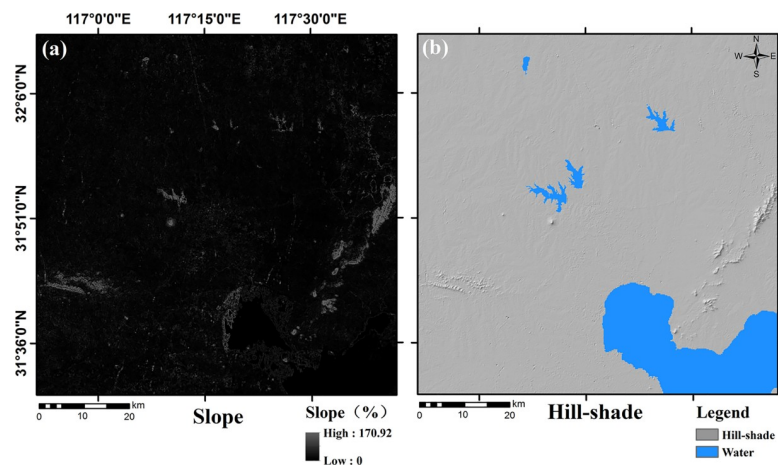 117°0'0"E 117°15'0"E 117°30'0"E
(a)
(b)
N
W E
S
32°6'0"N
31°51'0"N
31°36'0"N
km
0 10 20
Slope
Slope（%）
High : 170.92
Low : 0
km
0 10 20
Hill-shade
Legend
Hill-shade
Water